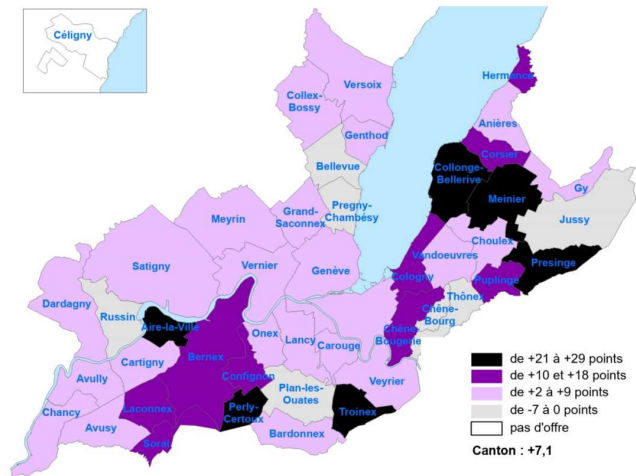 Céligny
Hermance
Versoix
Collex-
Bossy
Anières
Genthod
Corsier
Bellevue
Collonge-
Bellerive
Gy
Meinier
Pregny-
Chambésy
Grand-
Saconnex
Jussy
Meyrin
Choulex
Vandoeuvres
Presinge
Satigny
Vernier
Genève
Cologny
Puplinge
Thônex
Dardagny
Chêne-
Bourg
Russin
Aire-la-Ville
Onex
Chêne-
Bougerie
Lancy
Carouge
Bernex
Cartigny
Confignon
Veyrier
Avully
Plan-les-
Ouates
Perly-
Certoux
Chancy
Laconnex
Troinex
Avusy
Bardonnex
Soral
de +21 à +29 points
de +10 et +18 points
de +2 à +9 points
de -7 à 0 points
pas d'offre
Canton : +7,1